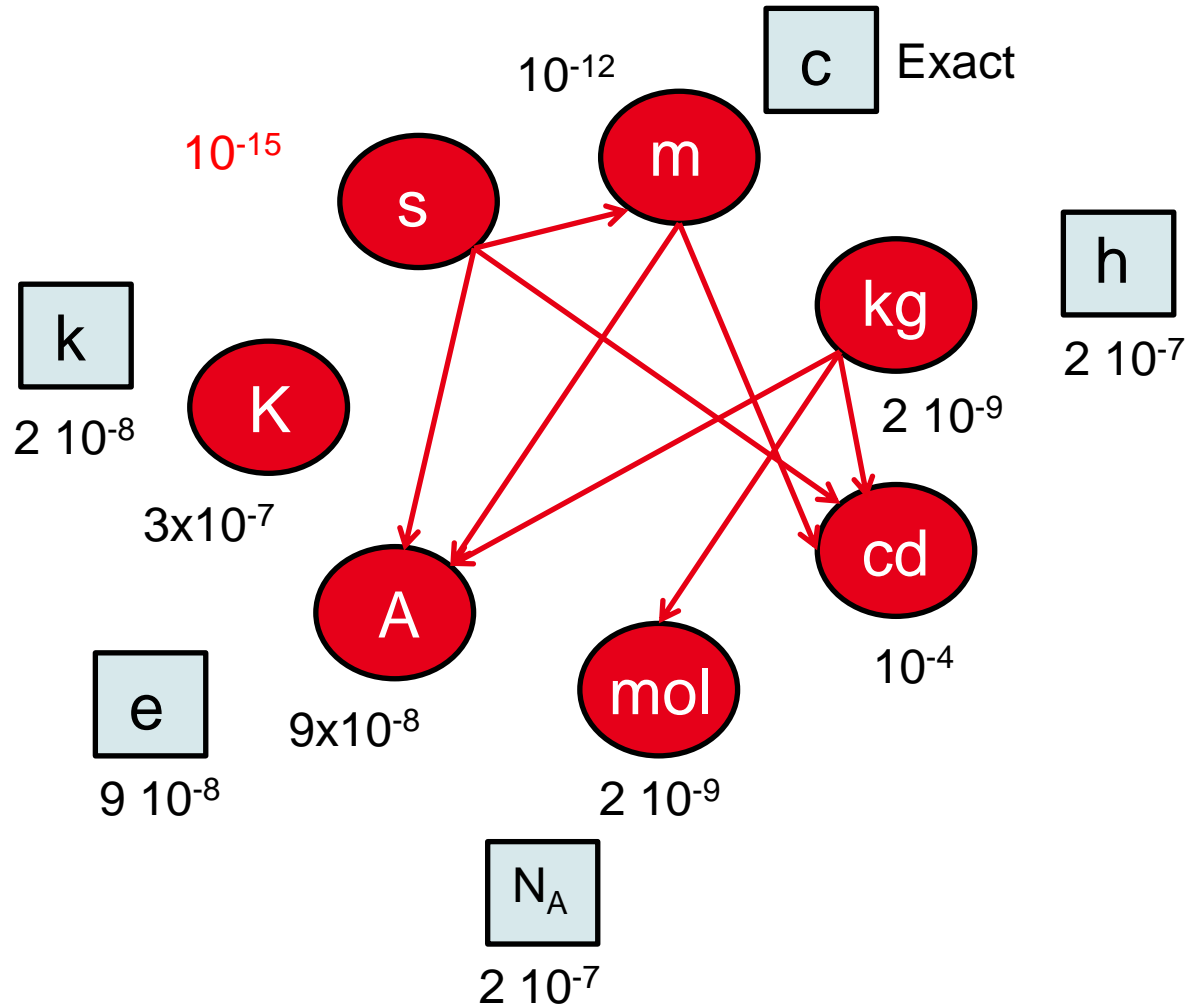 c Exact
10⁻¹²
m
10⁻¹⁵
s
kg
h
2 10⁻⁷
2 10⁻⁹
k
2 10⁻⁸
K
3x10⁻⁷
cd
10⁻⁴
A
9x10⁻⁸
mol
2 10⁻⁹
e
9 10⁻⁸
N_A
2 10⁻⁷